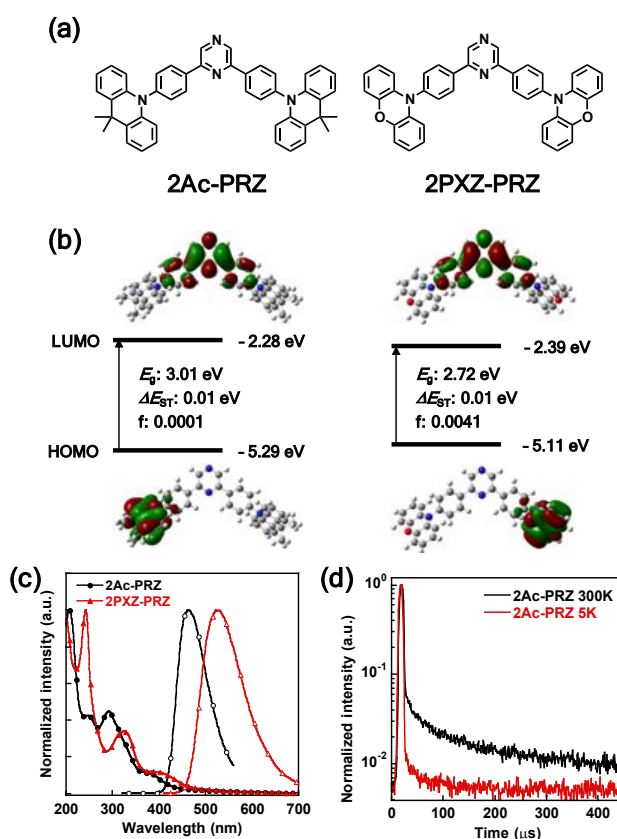 (a)
N
N
N
N
N
N
N
N
O
O
2Ac-PRZ
2PXZ-PRZ
(b)
LUMO
- 2.28 eV
- 2.39 eV
Eg: 3.01 eV
ΔEST: 0.01 eV
f: 0.0001
Eg: 2.72 eV
ΔEST: 0.01 eV
f: 0.0041
HOMO
- 5.29 eV
- 5.11 eV
(c)
2Ac-PRZ
2PXZ-PRZ
Normalized intensity (a.u.)
200 300 400 500 600 700
Wavelength (nm)
(d)
2Ac-PRZ 300K
2Ac-PRZ 5K
Normalized intensity (a.u.)
10^0
10^-1
10^-2
0 100 200 300 400
Time (μs)